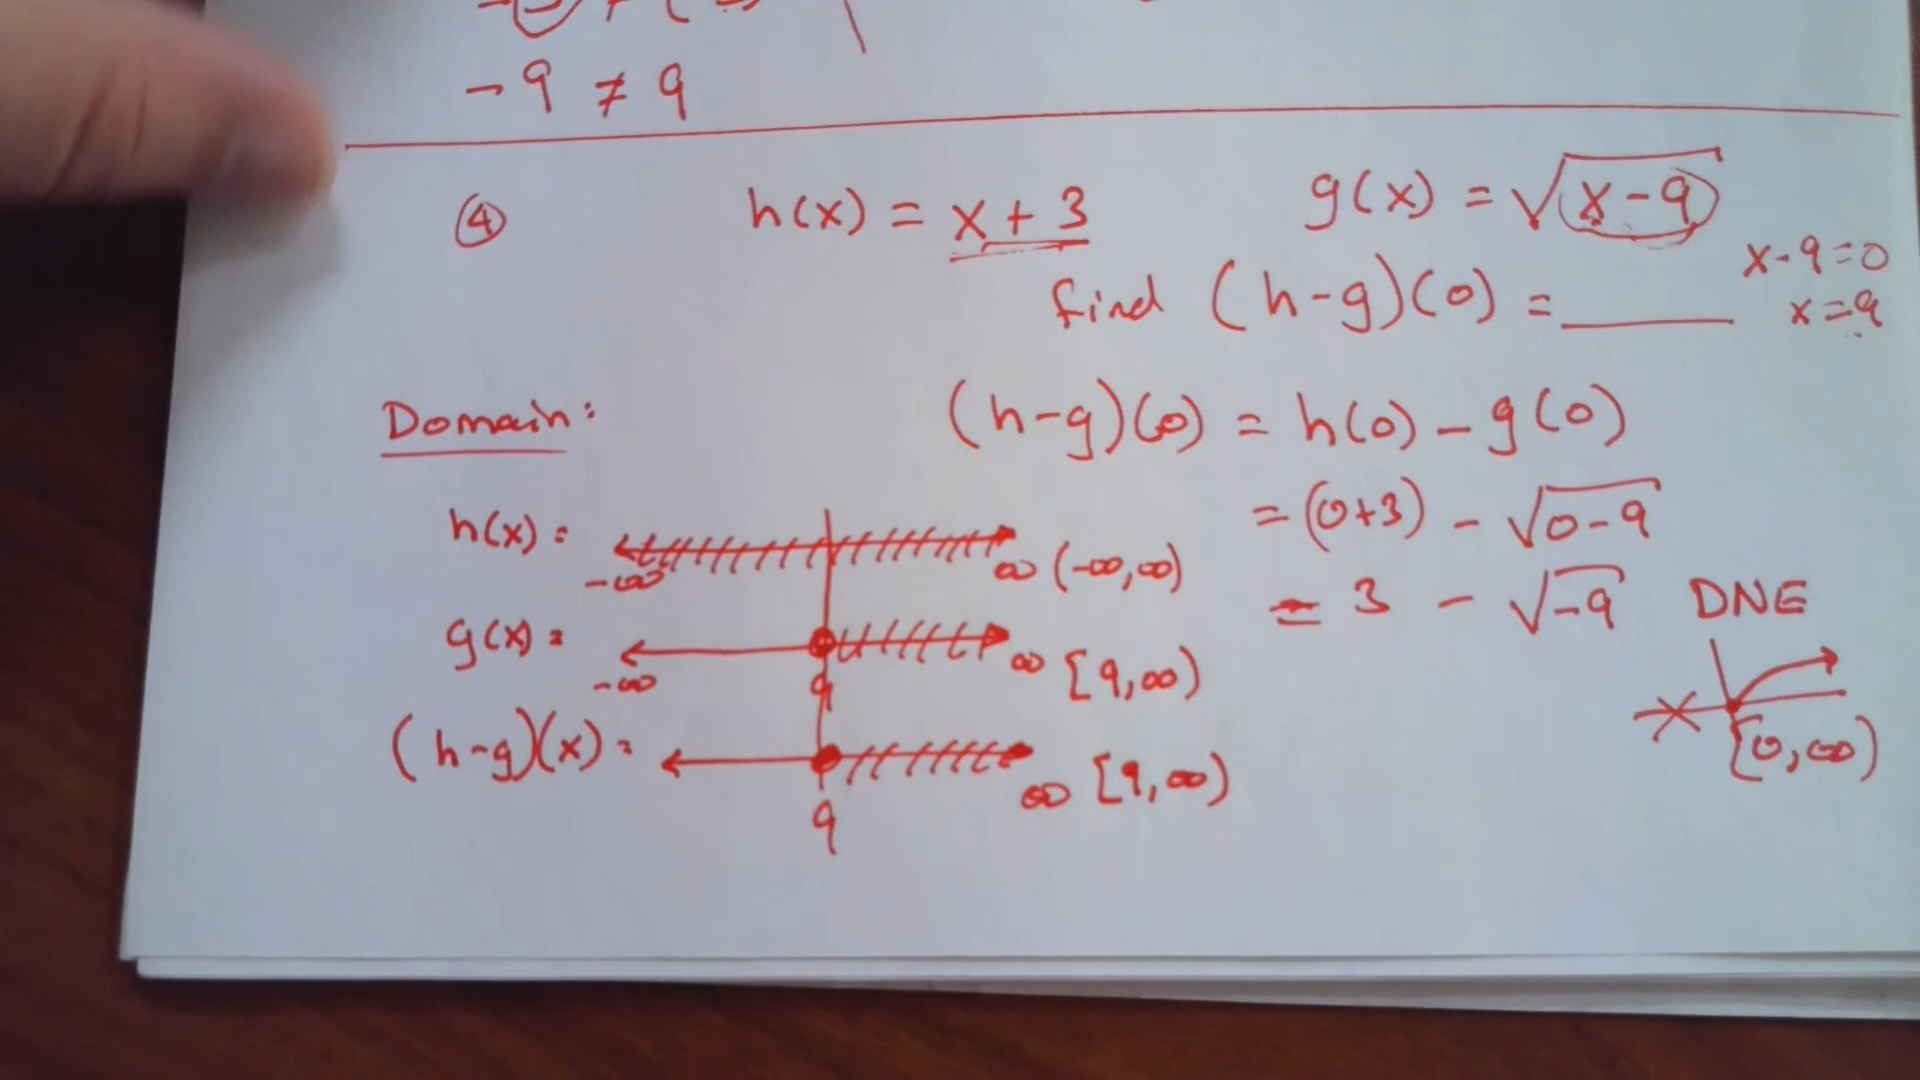 -9 ≠ 9
④ h(x) = x + 3 g(x) = √(x-9)
x-9=0
find (h-g)(0) = ______ x=9
Domain: (h-g)(0) = h(0) - g(0)
= (0+3) - √(0-9)
h(x) = -∞ ∞ (-∞,∞)
= 3 - √-9 DNE
g(x) = -∞ 9 ∞ [9,∞)
(h-g)(x) = 9 ∞ [9,∞)
[0,∞)